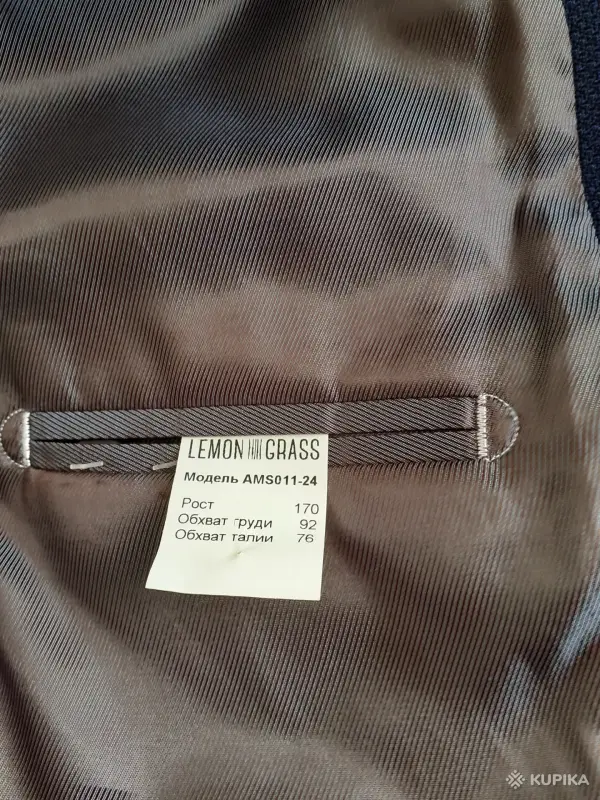 LEMON GRASS
Модель AMS011-24
Рост 170
Обхват груди 92
Обхват талии 76
KUPIKA